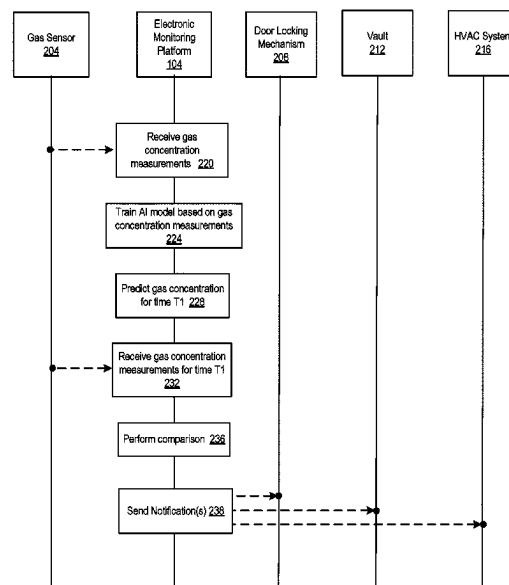 Gas Sensor
204
Electronic
Monitoring
Platform
104
Door Locking
Mechanism
208
Vault
212
HVAC System
216
Receive gas
concentration
measurements 220
Train AI model based on gas
concentration measurements
224
Predict gas concentration
for time T1 228
Receive gas concentration
measurements for time T1
232
Perform comparison 236
Send Notification(s) 238